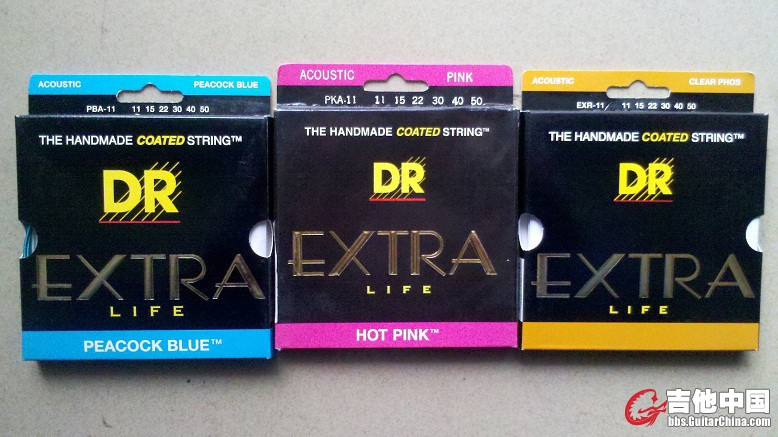 ACOUSTIC PEACOCK BLUE
PBA-11 11 15 22 30 40 50
THE HANDMADE COATED STRING™
DR
EXTRA
LIFE
PEACOCK BLUE™
ACOUSTIC PINK
PKA-11 11 15 22 30 40 50
THE HANDMADE COATED STRING™
DR
EXTRA
LIFE
HOT PINK™
ACOUSTIC CLEAR PHOS
EXR-11 11 15 22 30 40 50
THE HANDMADE COATED STRING™
DR
EXTRA
LIFE
吉他中国
bbs.GuitarChina.com